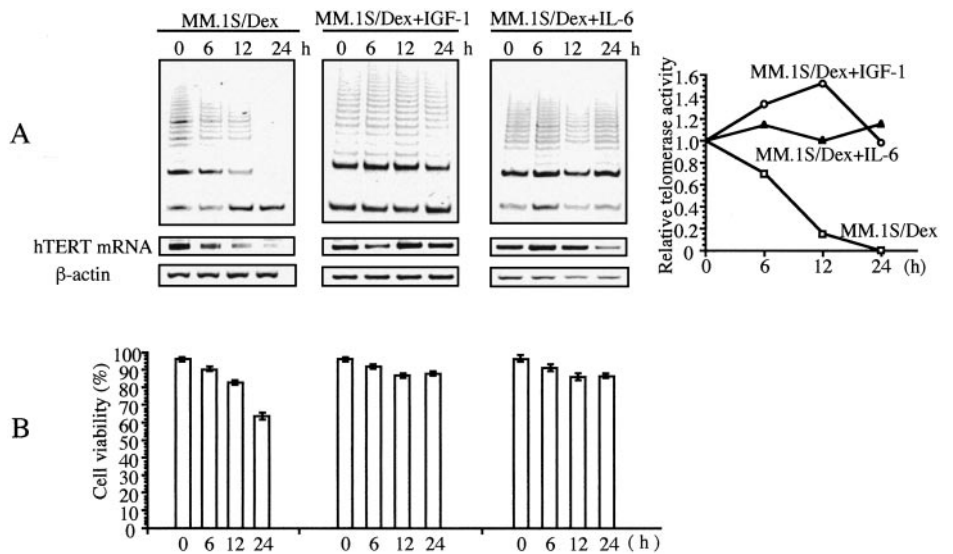 MM.1S/Dex MM.1S/Dex+IGF-1 MM.1S/Dex+IL-6
0 6 12 24 h 0 6 12 24 h 0 6 12 24 h
A
hTERT mRNA
β-actin
Relative telomerase activity
1.6
1.4
1.2
1.0
0.8
0.6
0.4
0.2
0
MM.1S/Dex+IGF-1
MM.1S/Dex+IL-6
MM.1S/Dex
0 6 12 24 (h)
B
Cell viability (%)
100
90
80
70
60
50
40
30
20
10
0
0 6 12 24 0 6 12 24 0 6 12 24 (h)